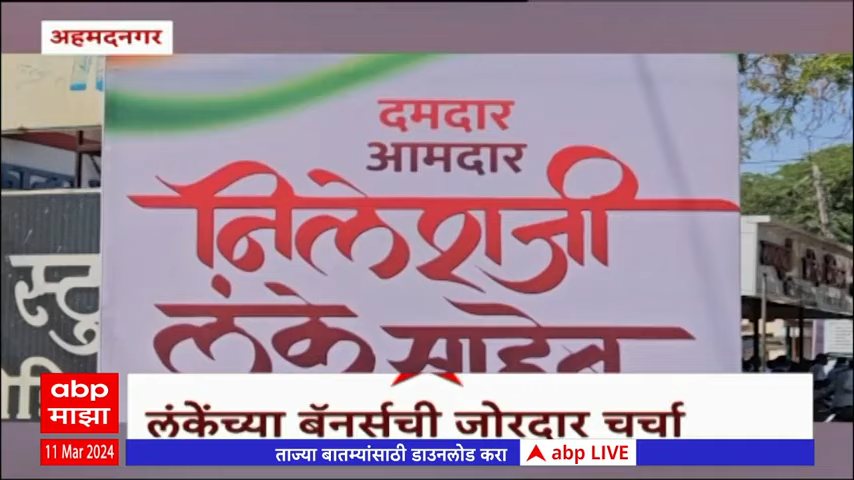 अहमदनगर
दमदार
आमदार
निलेशजी
लंके साहेब
स्टु
abp
माझा
लंकेंच्या बॅनर्सची जोरदार चर्चा
11 Mar 2024
ताज्या बातम्यांसाठी डाउनलोड करा
abp LIVE